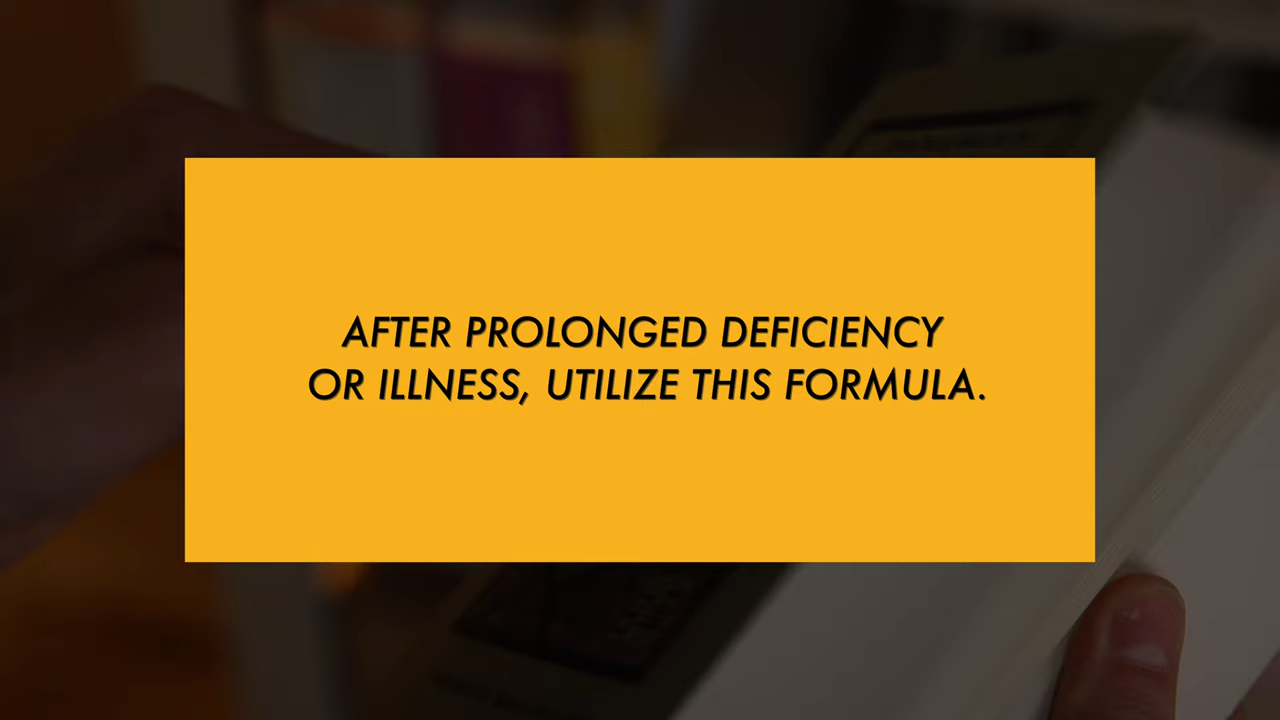 AFTER PROLONGED DEFICIENCY
OR ILLNESS, UTILIZE THIS FORMULA.